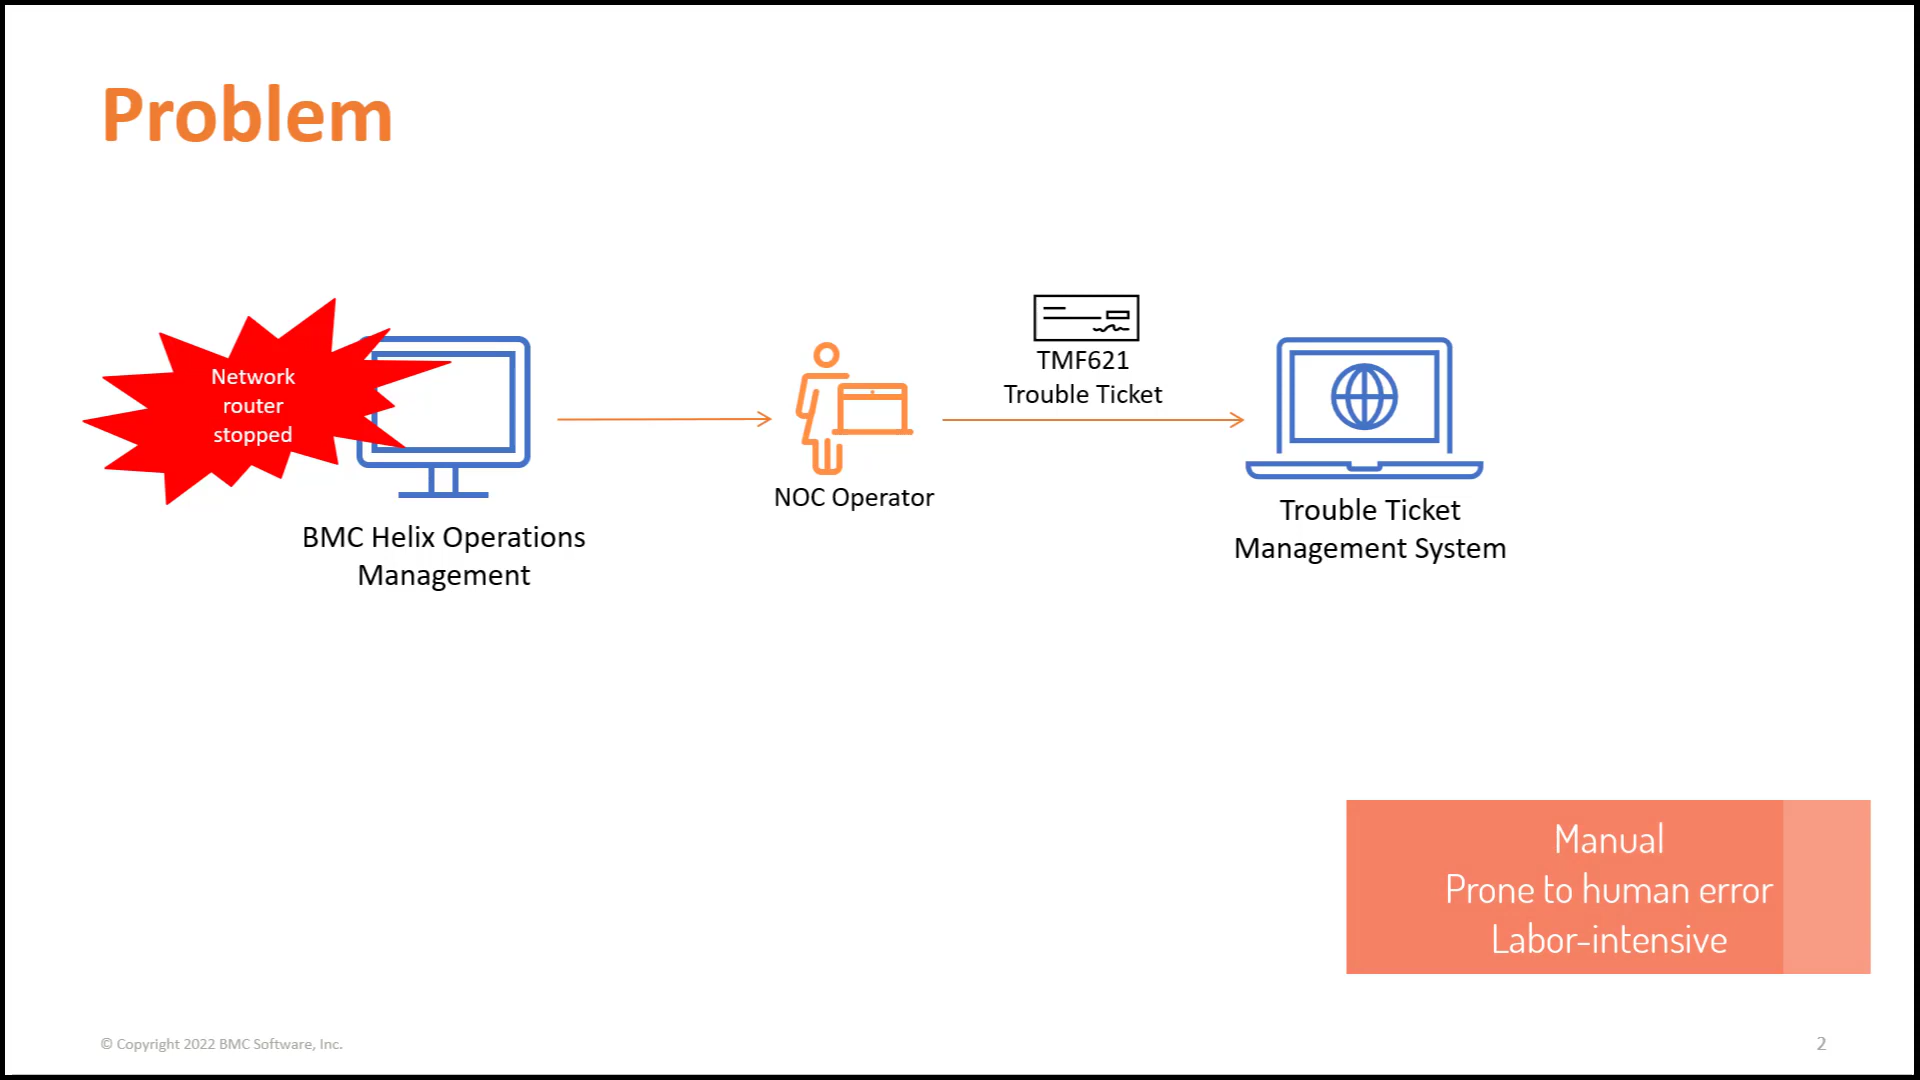 Problem
Network
router
stopped
BMC Helix Operations
Management
NOC Operator
TMF621
Trouble Ticket
Trouble Ticket
Management System
Manual
Prone to human error
Labor-intensive
© Copyright 2022 BMC Software, Inc.
2